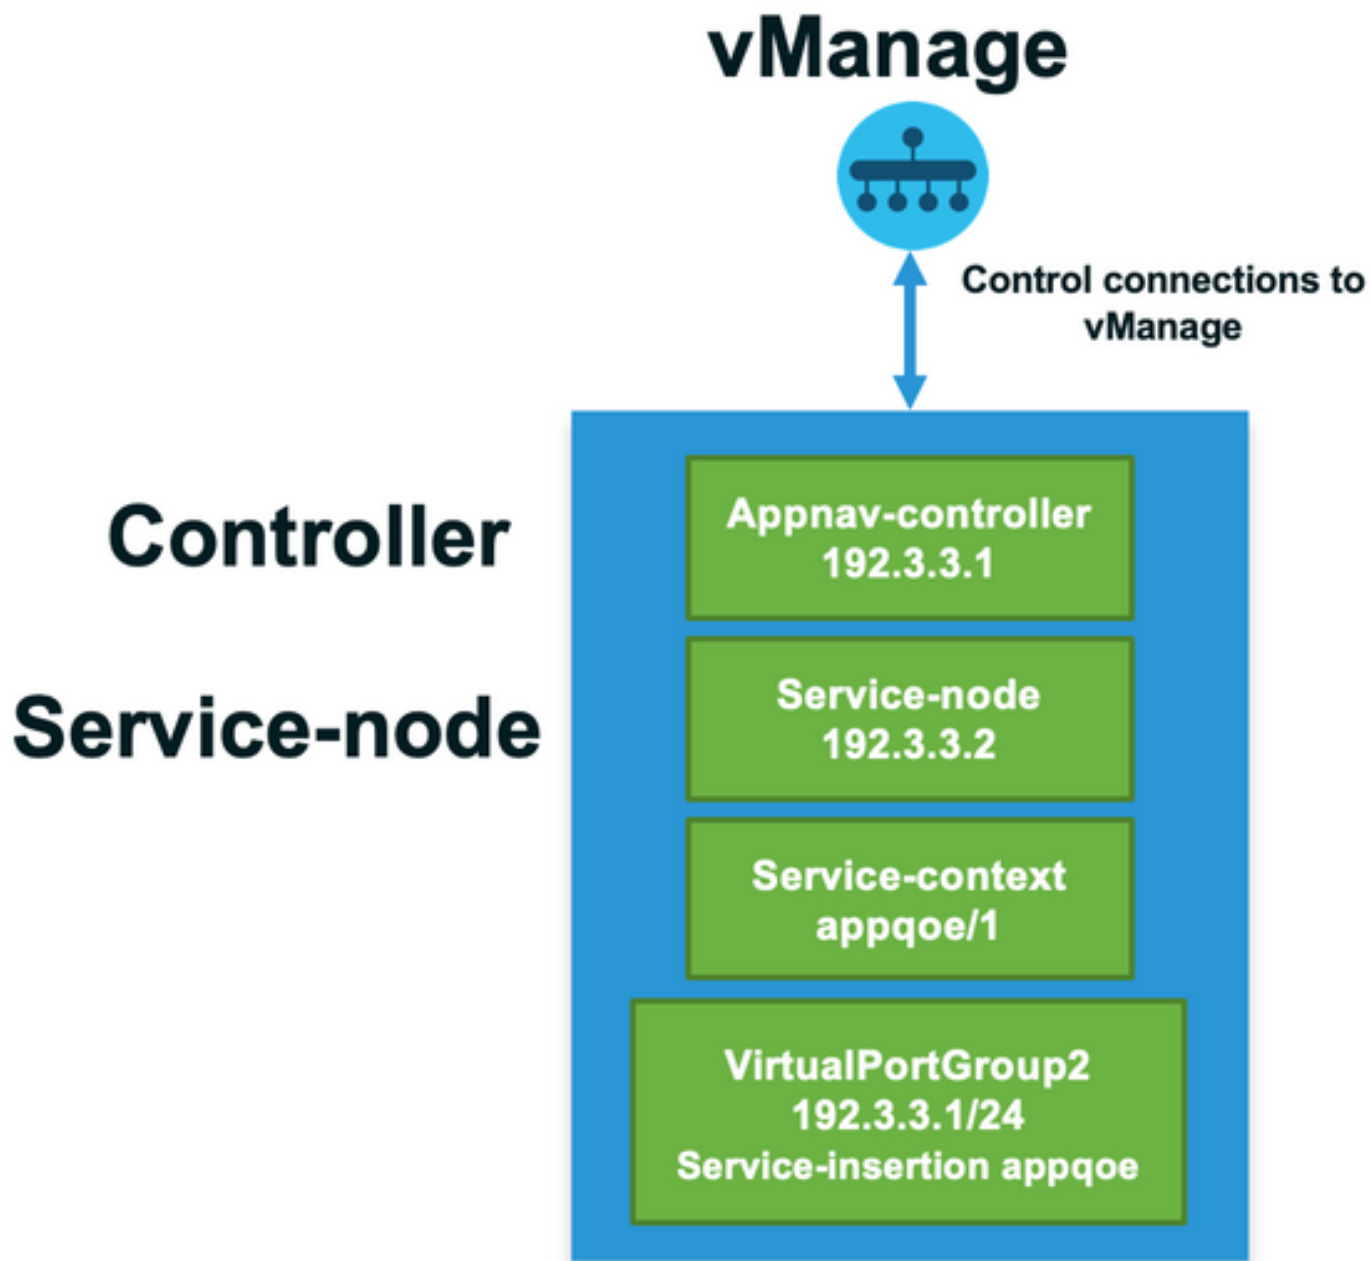 vManage
Control connections to
vManage
Controller
Appnav-controller
192.3.3.1
Service-node
Service-node
192.3.3.2
Service-context
appqoe/1
VirtualPortGroup2
192.3.3.1/24
Service-insertion appqoe